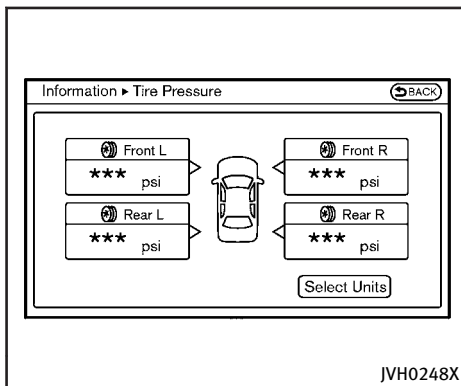 Information ▸ Tire Pressure BACK
Front L Front R
*** psi *** psi
Rear L Rear R
*** psi *** psi
Select Units
JVH0248X